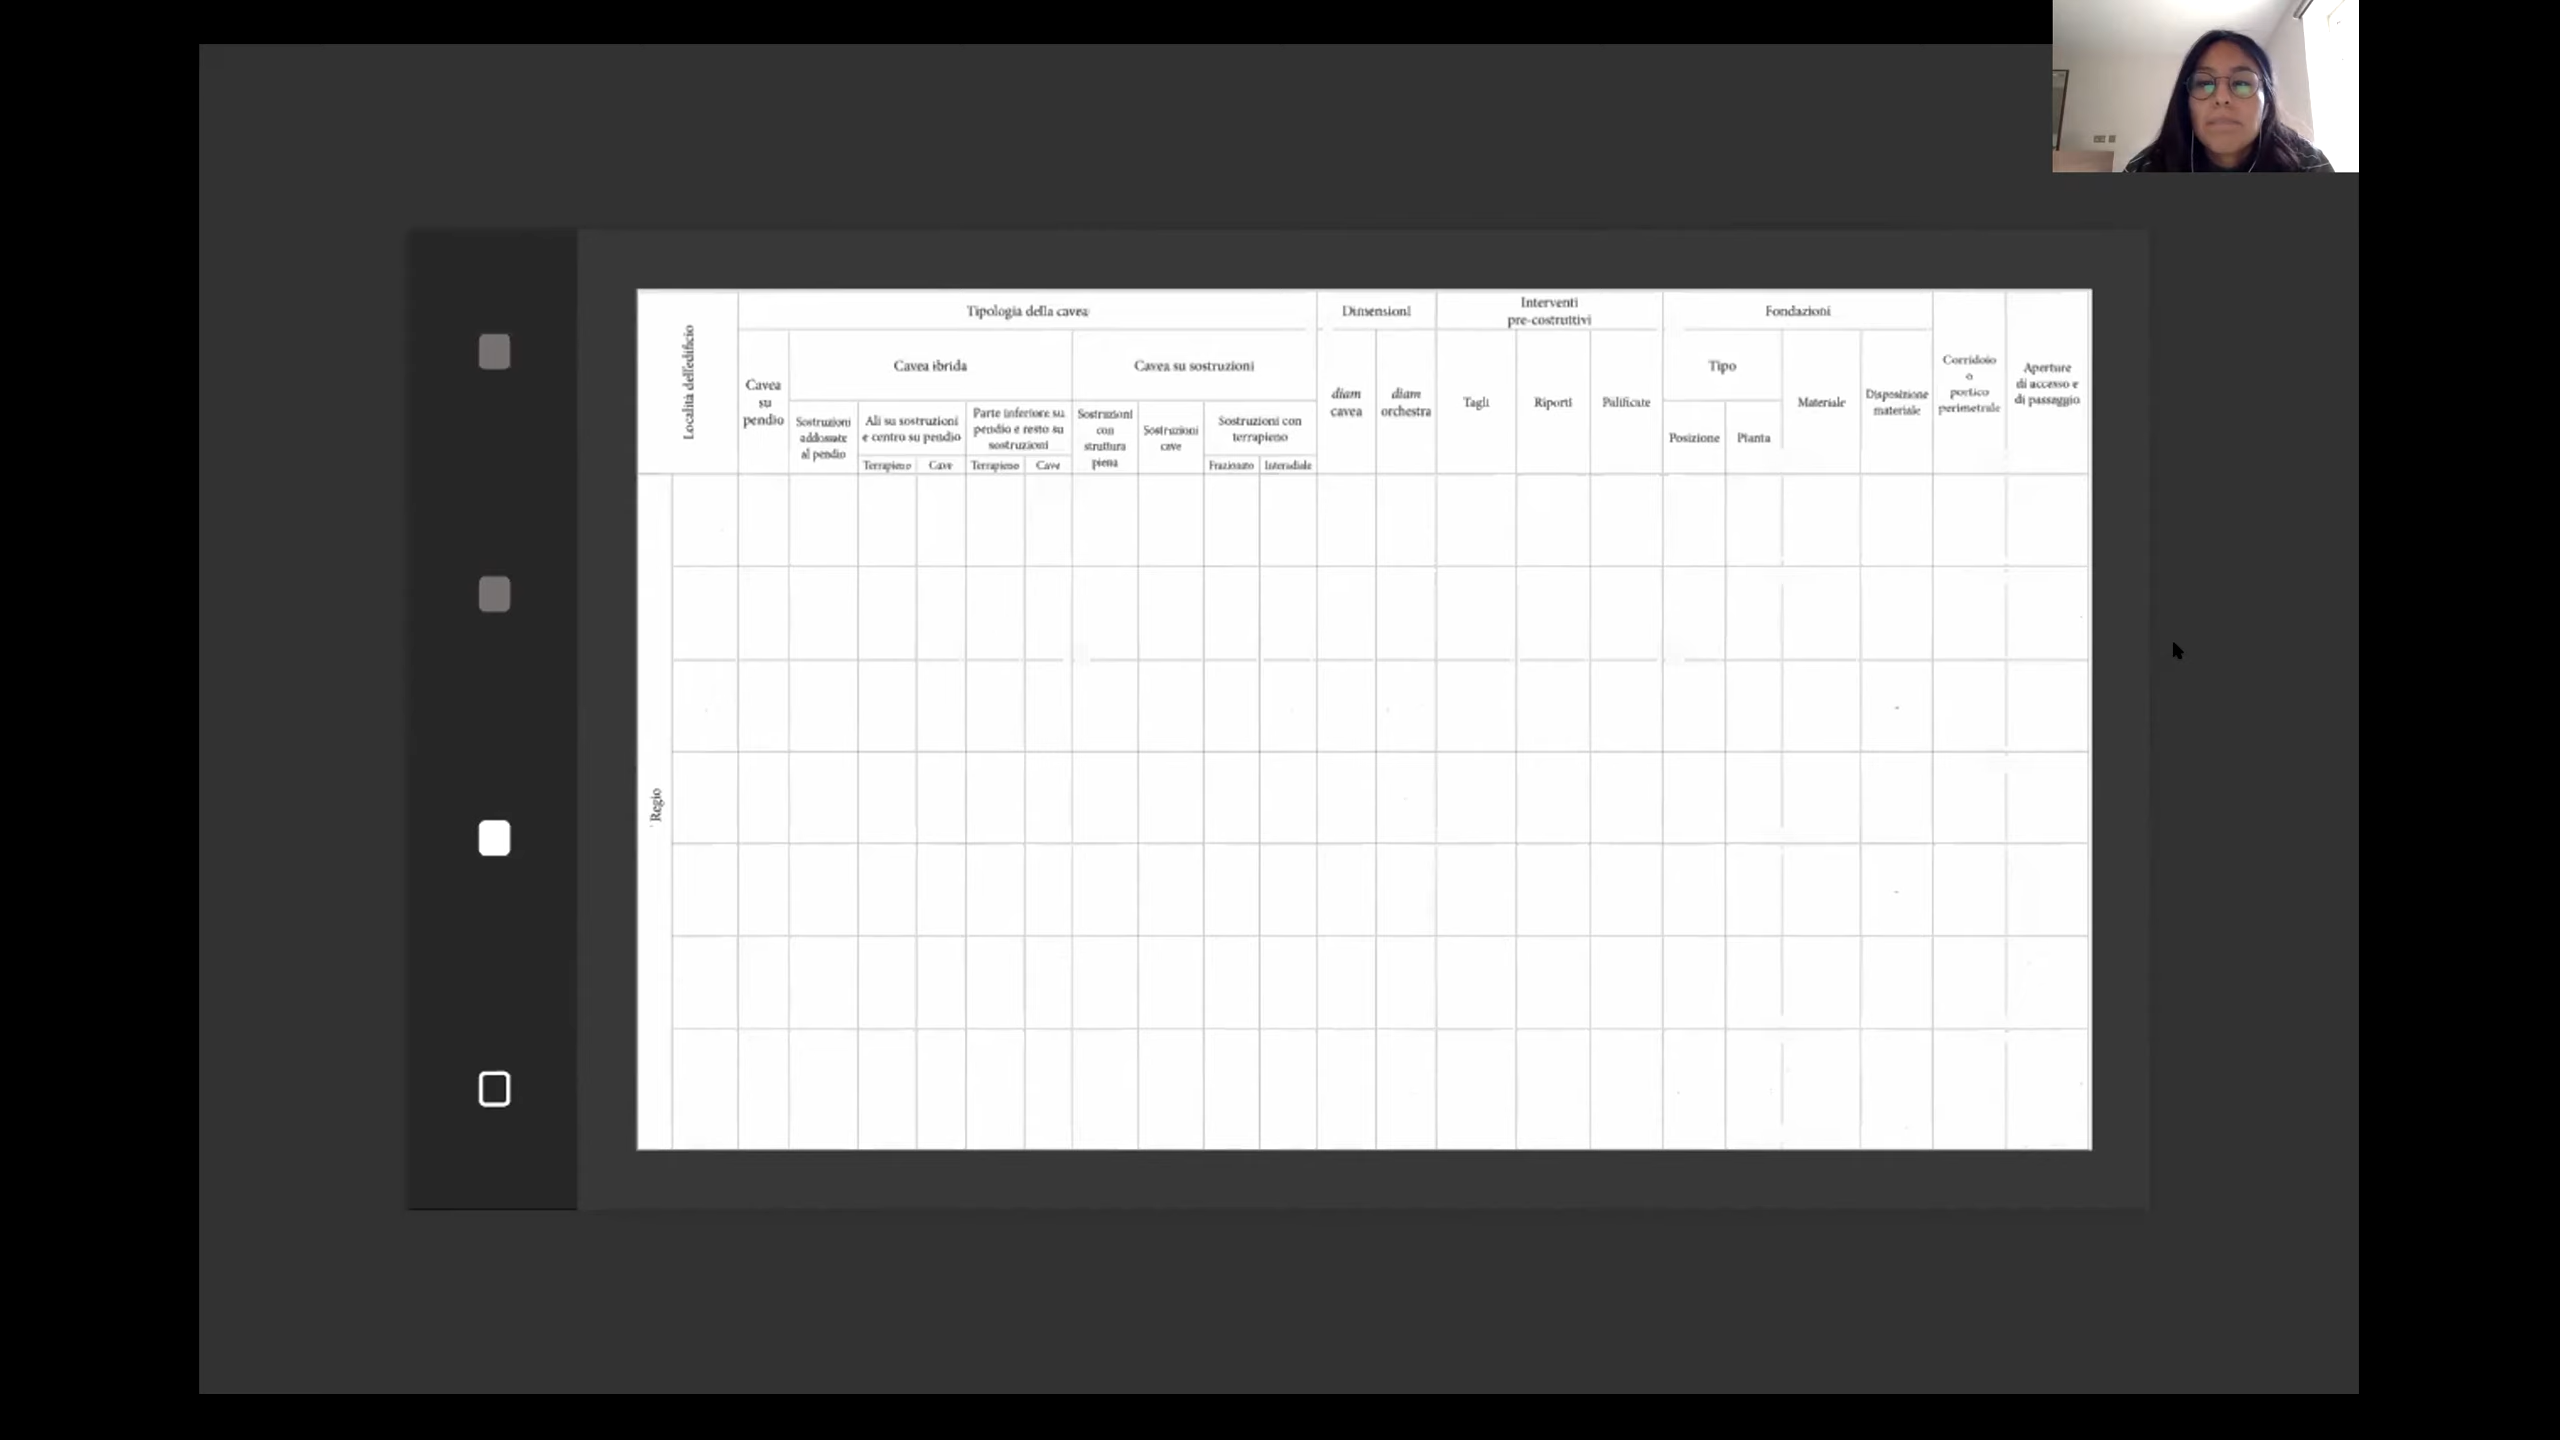 Località dell'edificio
Tipologia della cavea
Dimensioni
Interventi
pre-costruttivi
Fondazioni
Cavea
su
pendio
Cavea ibrida
Cavea su sostruzioni
diam
cavea
diam
orchestra
Tagli
Riporti
Palificate
Tipo
Materiale
Disposizione
materiale
Corridoio
o
portico
perimetrale
Aperture
di accesso e
di passaggio
Sostruzioni
addossate
al pendio
Ali su sostruzioni
e centro su pendio
Parte inferiore su
pendio e resto su
sostruzioni
Sostruzioni
con
struttura
piena
Sostruzioni
cave
Sostruzioni con
terrapieno
Posizione
Pianta
Terrapieno
Cave
Terrapieno
Cave
Frazionato
Interradiale
Regio